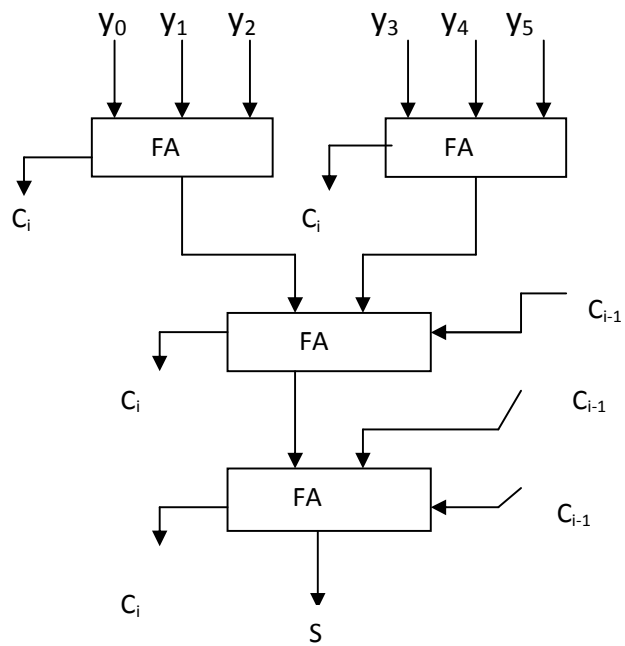 y₀ y₁ y₂ y₃ y₄ y₅
FA FA
Cᵢ Cᵢ
FA Cᵢ₋₁
Cᵢ Cᵢ₋₁
FA Cᵢ₋₁
Cᵢ
S